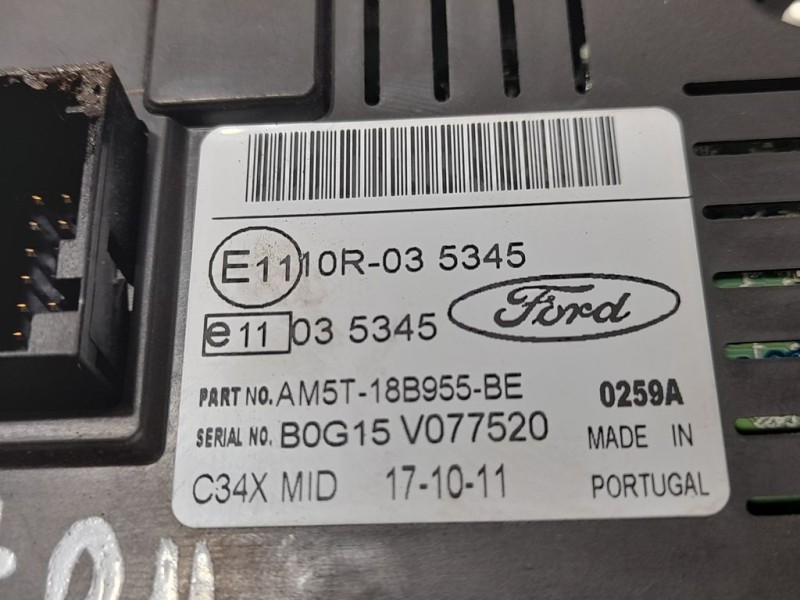 E11 10R-03 5345
e11 03 5345
Ford
PART NO. AM5T-18B955-BE 0259A
SERIAL NO. B0G15 V077520 MADE IN
C34X MID 17-10-11 PORTUGAL